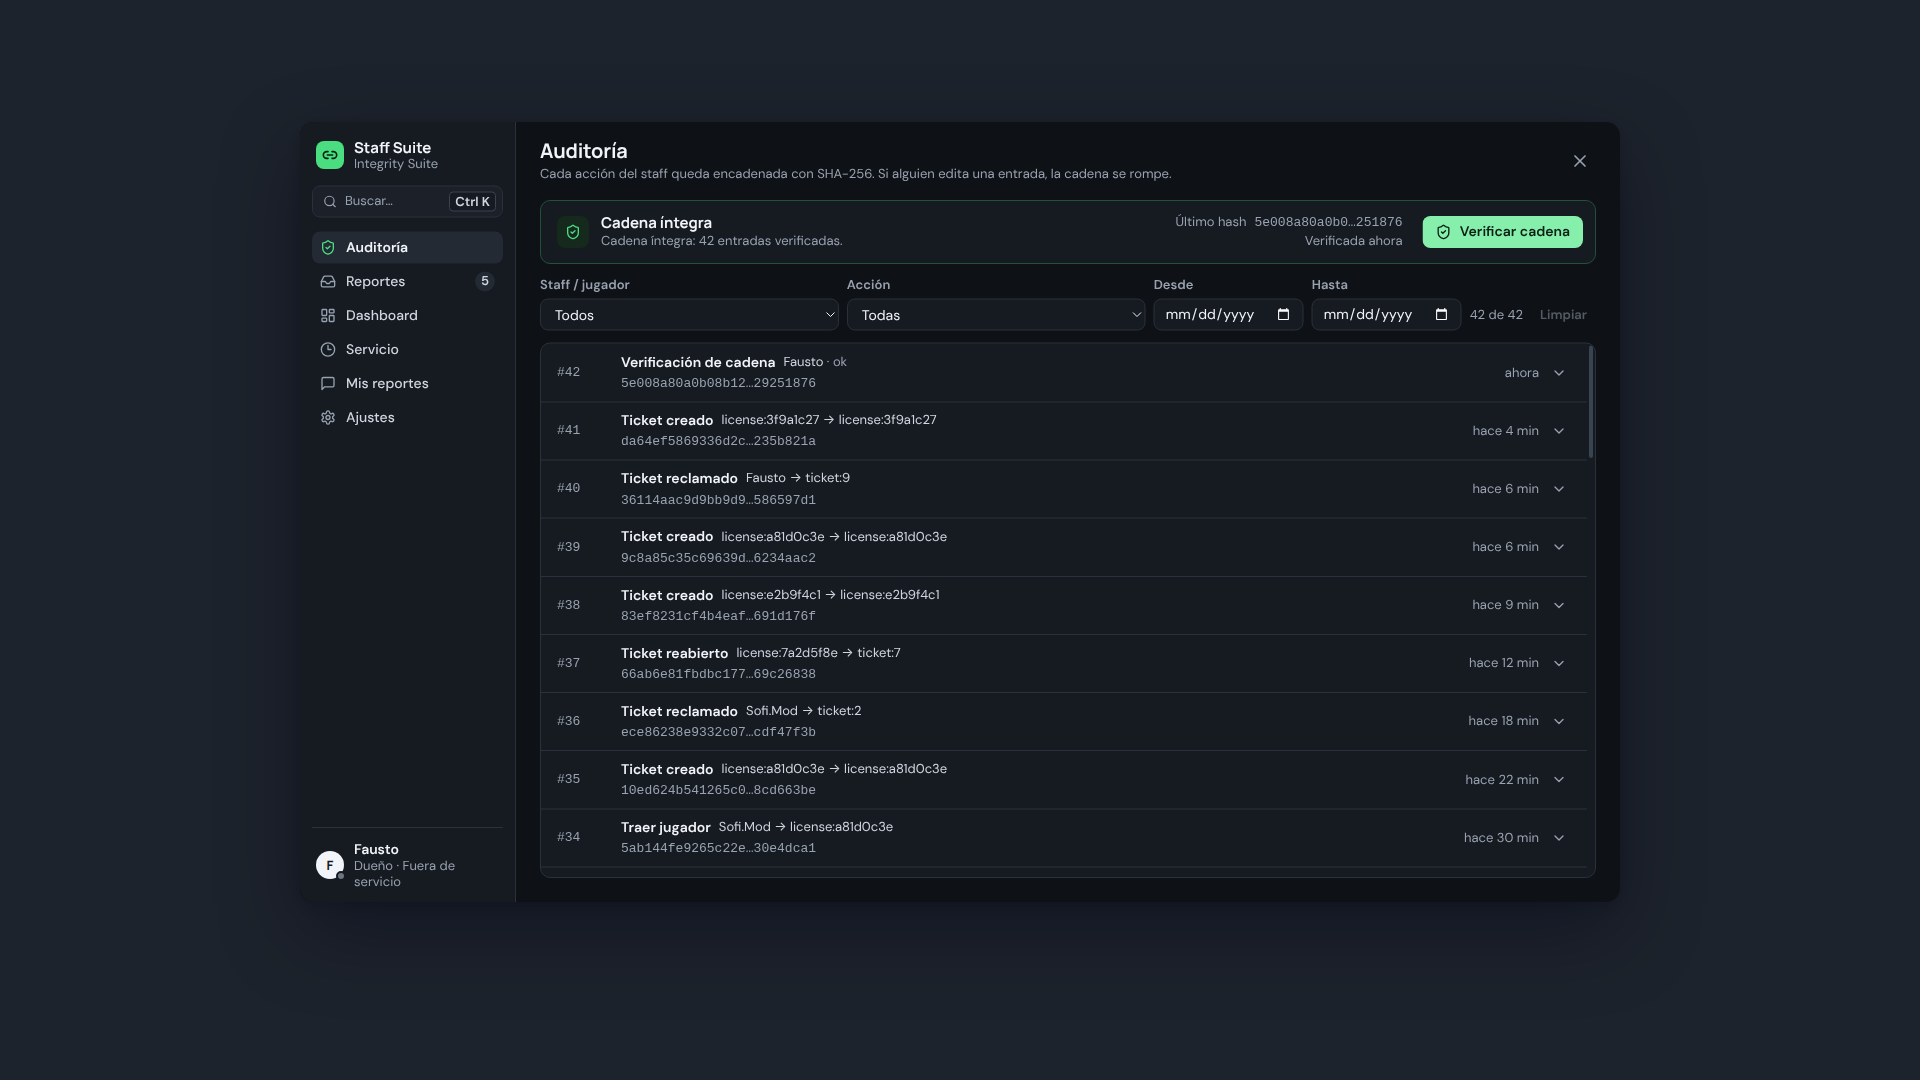 Staff Suite
Integrity Suite
Buscar...
Ctrl K
Auditoría
Reportes
5
Dashboard
Servicio
Mis reportes
Ajustes
F
Fausto
Dueño · Fuera de
servicio
Auditoría
Cada acción del staff queda encadenada con SHA-256. Si alguien edita una entrada, la cadena se rompe.
Cadena íntegra
Cadena íntegra: 42 entradas verificadas.
Último hash 5e008a80a0b0…251876
Verificada ahora
Verificar cadena
Staff / jugador
Todos
Acción
Todas
Desde
mm/dd/yyyy
Hasta
mm/dd/yyyy
42 de 42
Limpiar
#42
Verificación de cadena Fausto · ok
5e008a80a0b08b12…29251876
ahora
#41
Ticket creado license:3f9a1c27 → license:3f9a1c27
da64ef5869336d2c…235b821a
hace 4 min
#40
Ticket reclamado Fausto → ticket:9
36114aac9d9bb9d9…586597d1
hace 6 min
#39
Ticket creado license:a81d0c3e → license:a81d0c3e
9c8a85c35c69639d…6234aac2
hace 6 min
#38
Ticket creado license:e2b9f4c1 → license:e2b9f4c1
83ef8231cf4b4eaf…691d176f
hace 9 min
#37
Ticket reabierto license:7a2d5f8e → ticket:7
66ab6e81fbdbc177…69c26838
hace 12 min
#36
Ticket reclamado Sofi.Mod → ticket:2
ece86238e9332c07…cdf47f3b
hace 18 min
#35
Ticket creado license:a81d0c3e → license:a81d0c3e
10ed624b541265c0…8cd663be
hace 22 min
#34
Traer jugador Sofi.Mod → license:a81d0c3e
5ab144fe9265c22e…30e4dca1
hace 30 min